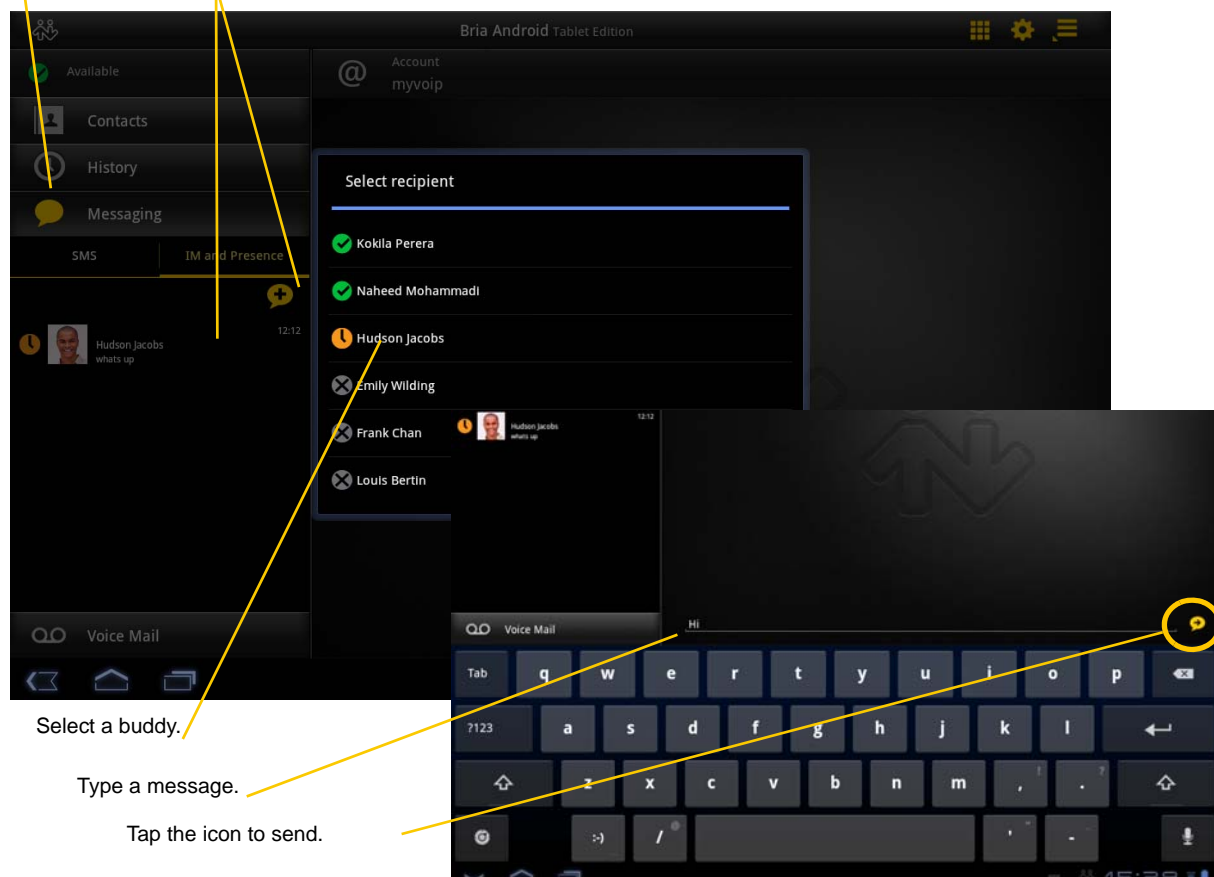 Bria Android Tablet Edition
Available
Account
myvoip
Contacts
History
Messaging
SMS
IM and Presence
12:12
Hudson Jacobs
whats up
Select recipient
Kokila Perera
Naheed Mohammadi
Hudson Jacobs
Emily Wilding
Frank Chan
Louis Bertin
Voice Mail
12:12
Hudson Jacobs
whats up
Voice Mail
Hi
Tab q w e r t y u i o p
?123 a s d f g h j k l
z x c v b n m , ! . ?
:-) / @ ' " - _
Select a buddy.
Type a message.
Tap the icon to send.